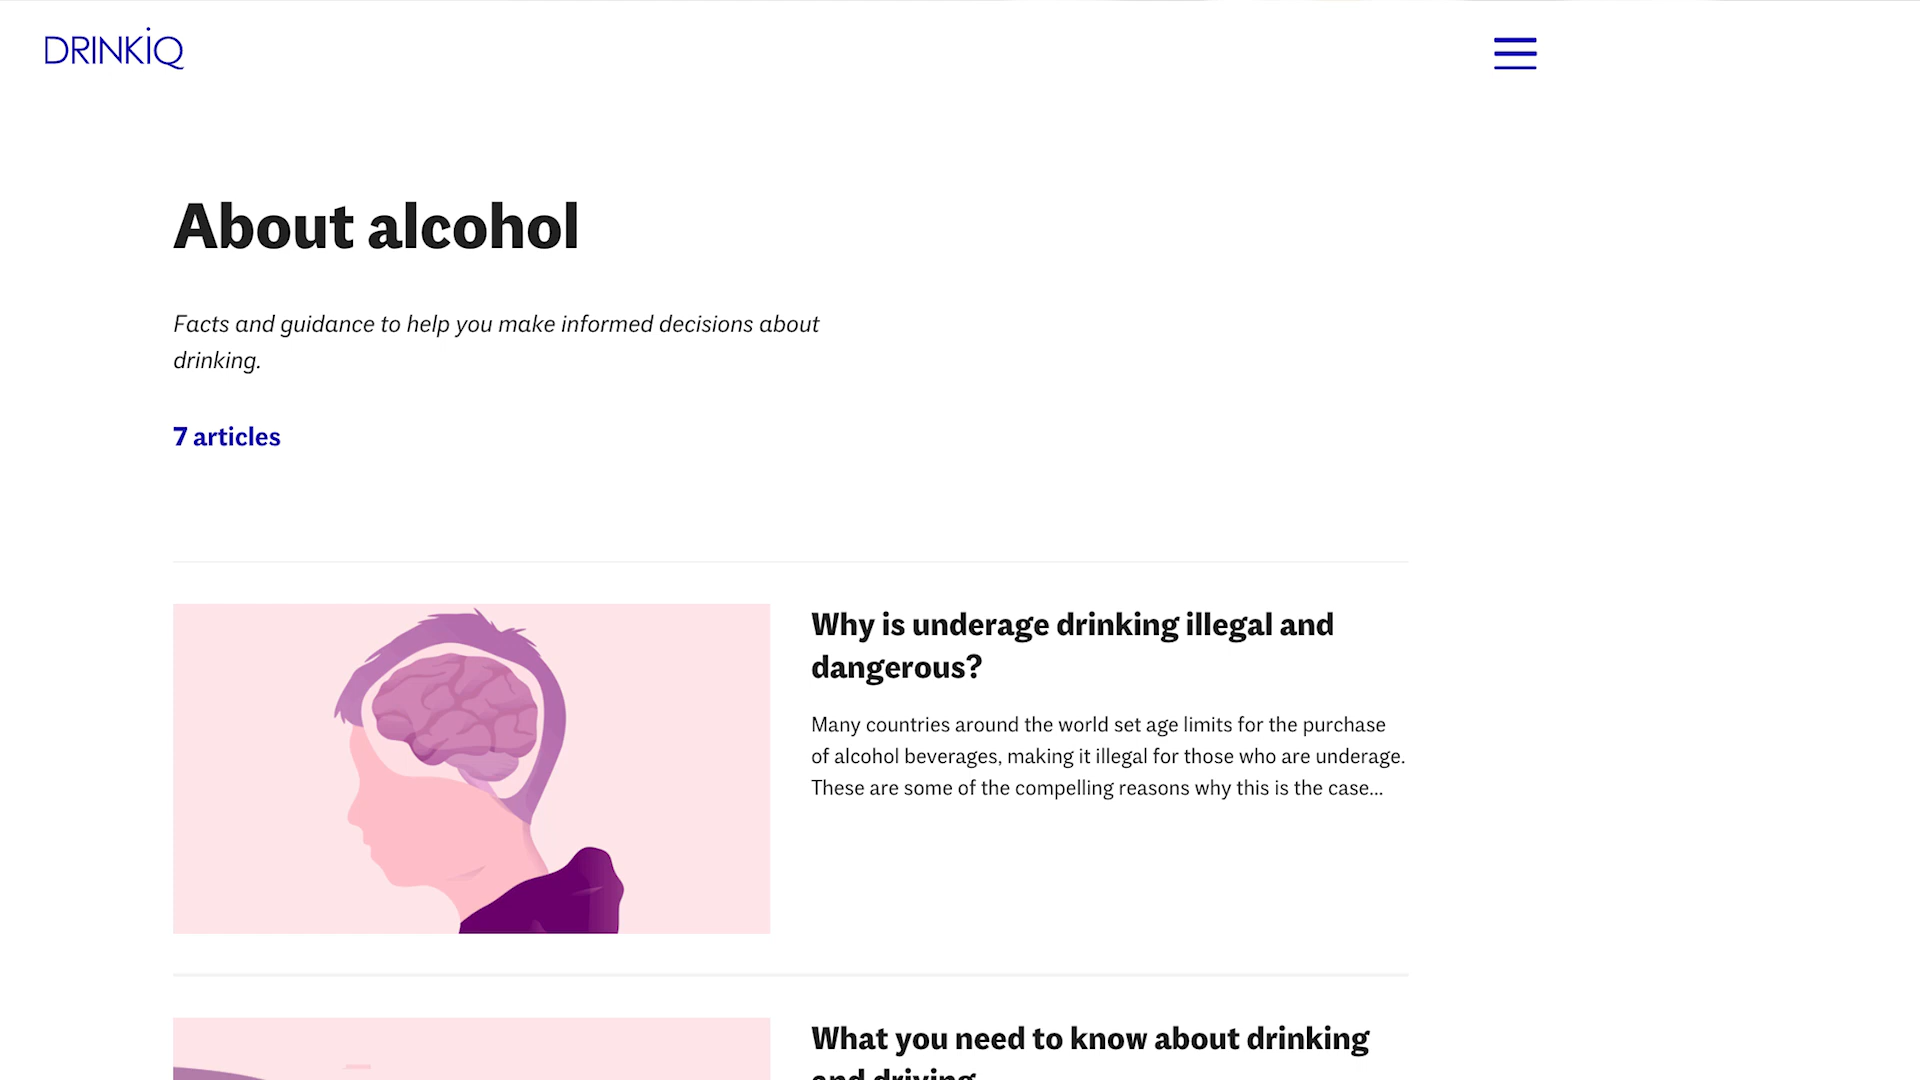 DRINKiQ
About alcohol
Facts and guidance to help you make informed decisions about
drinking.
7 articles
Why is underage drinking illegal and
dangerous?
Many countries around the world set age limits for the purchase
of alcohol beverages, making it illegal for those who are underage.
These are some of the compelling reasons why this is the case...
What you need to know about drinking
and driving